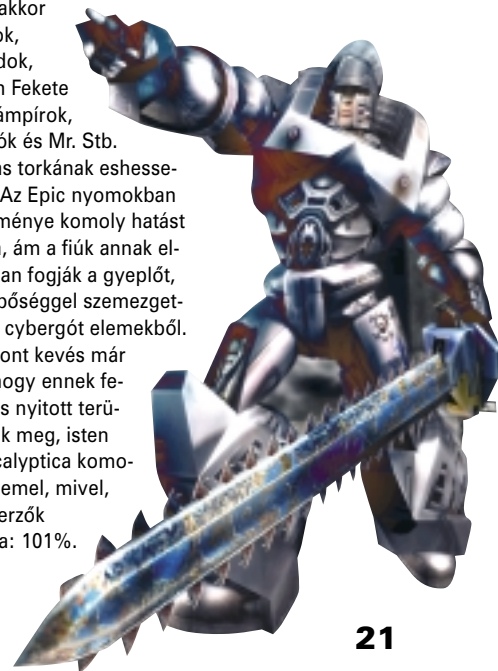 akkor
ok,
dok,
n Fekete
ámpírok,
ók és Mr. Stb.
as torkának eshesse-
Az Epic nyomokban
ménye komoly hatást
, ám a fiúk annak el-
an fogják a gyeplőt,
bőséggel szemezget-
cybergót elemekből.
ont kevés már
hogy ennek fe-
s nyitott terü-
k meg, isten
calyptica komo-
emel, mivel,
erzők
a: 101%.
21